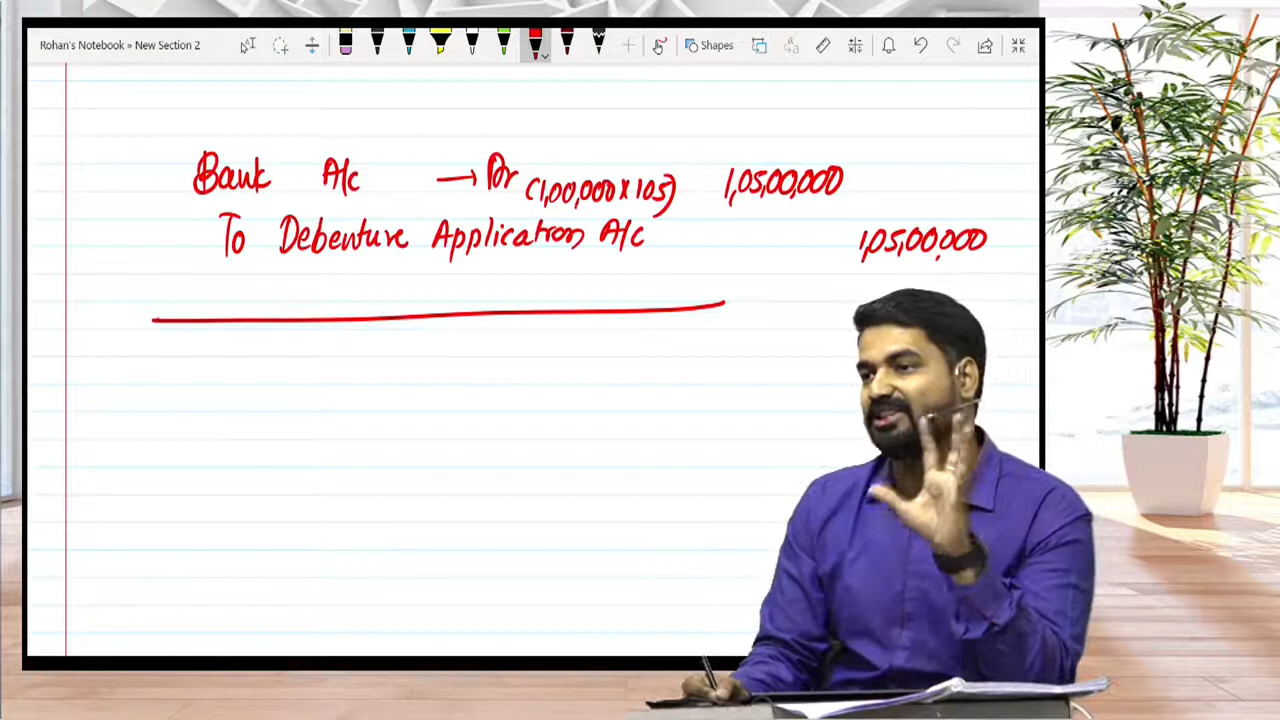 Rohan's Notebook » New Section 2
Shapes
Bank A/c → Dr (1,00,000 x 105) 1,05,00,000
To Debenture Application A/c 1,05,00,000